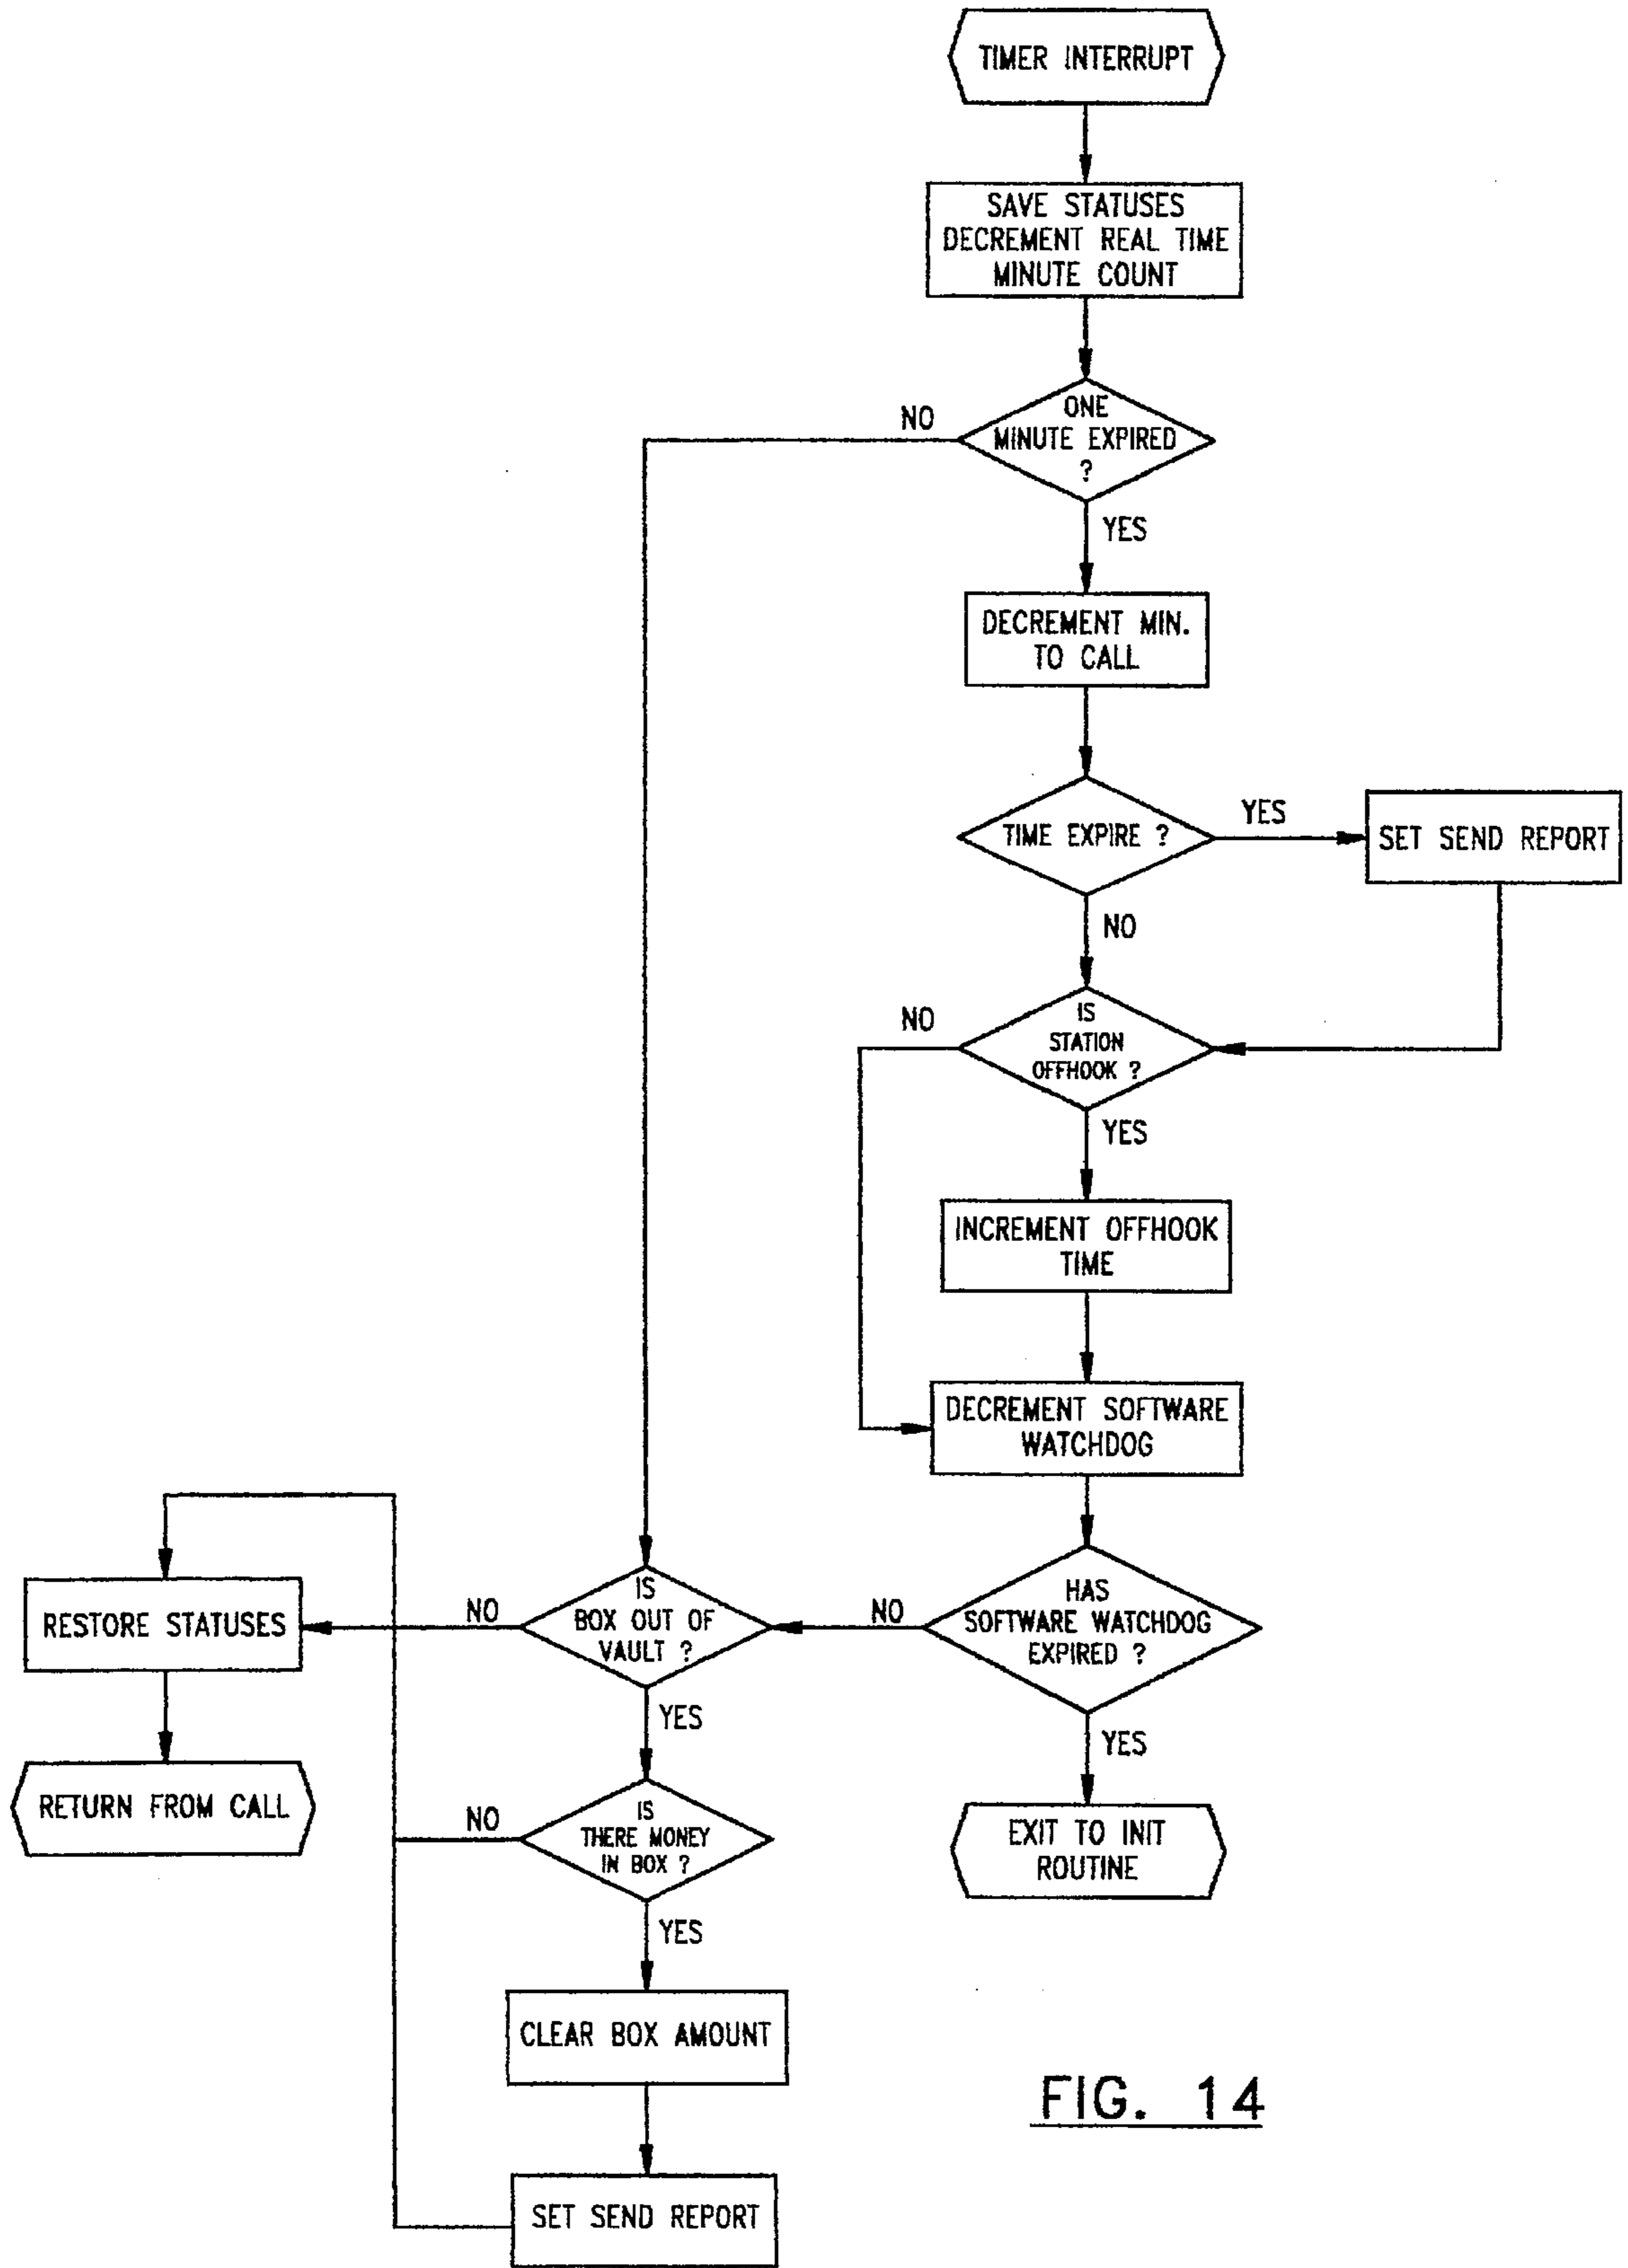 TIMER INTERRUPT
SAVE STATUSES
DECREMENT REAL TIME
MINUTE COUNT
ONE
MINUTE EXPIRED
?
NO
YES
DECREMENT MIN.
TO CALL
TIME EXPIRE ?
YES
SET SEND REPORT
NO
IS
STATION
OFFHOOK ?
NO
YES
INCREMENT OFFHOOK
TIME
DECREMENT SOFTWARE
WATCHDOG
HAS
SOFTWARE WATCHDOG
EXPIRED ?
NO
YES
EXIT TO INIT
ROUTINE
IS
BOX OUT OF
VAULT ?
NO
YES
RESTORE STATUSES
RETURN FROM CALL
IS
THERE MONEY
IN BOX ?
NO
YES
CLEAR BOX AMOUNT
SET SEND REPORT
FIG. 14